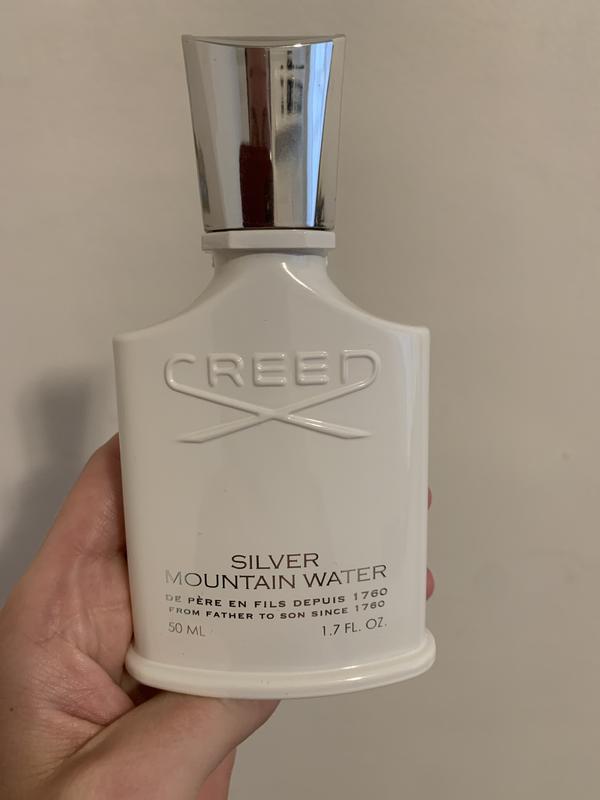 CREED
SILVER
MOUNTAIN WATER
DE PÈRE EN FILS DEPUIS 1760
FROM FATHER TO SON SINCE 1760
50 ML 1.7 FL. OZ.